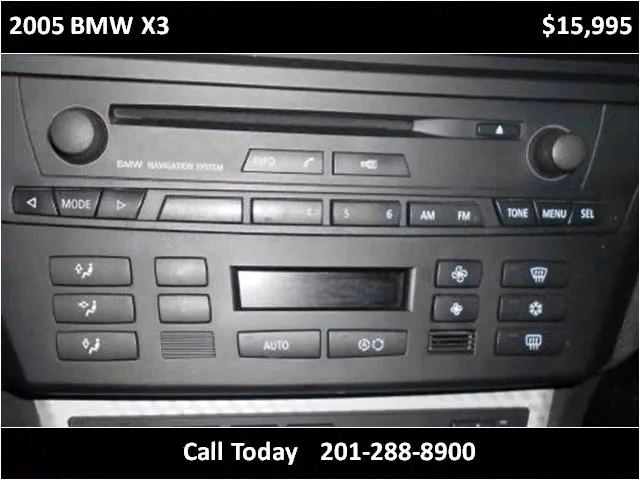 2005 BMW X3 $15,995
INFO
BMW NAVIGATION SYSTEM
MODE 4 5 6 AM FM TONE MENU SEL
AUTO
Call Today 201-288-8900